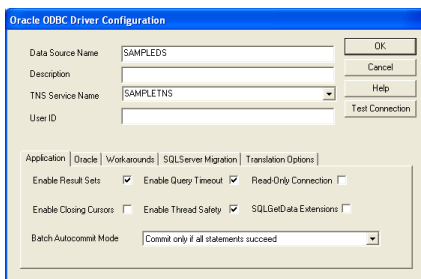 Oracle ODBC Driver Configuration
Data Source Name SAMPLEDS OK
Description Cancel
TNS Service Name SAMPLETNS Help
User ID Test Connection
Application Oracle Workarounds SQLServer Migration Translation Options
Enable Result Sets Enable Query Timeout Read-Only Connection
Enable Closing Cursors Enable Thread Safety SQLGetData Extensions
Batch Autocommit Mode Commit only if all statements succeed